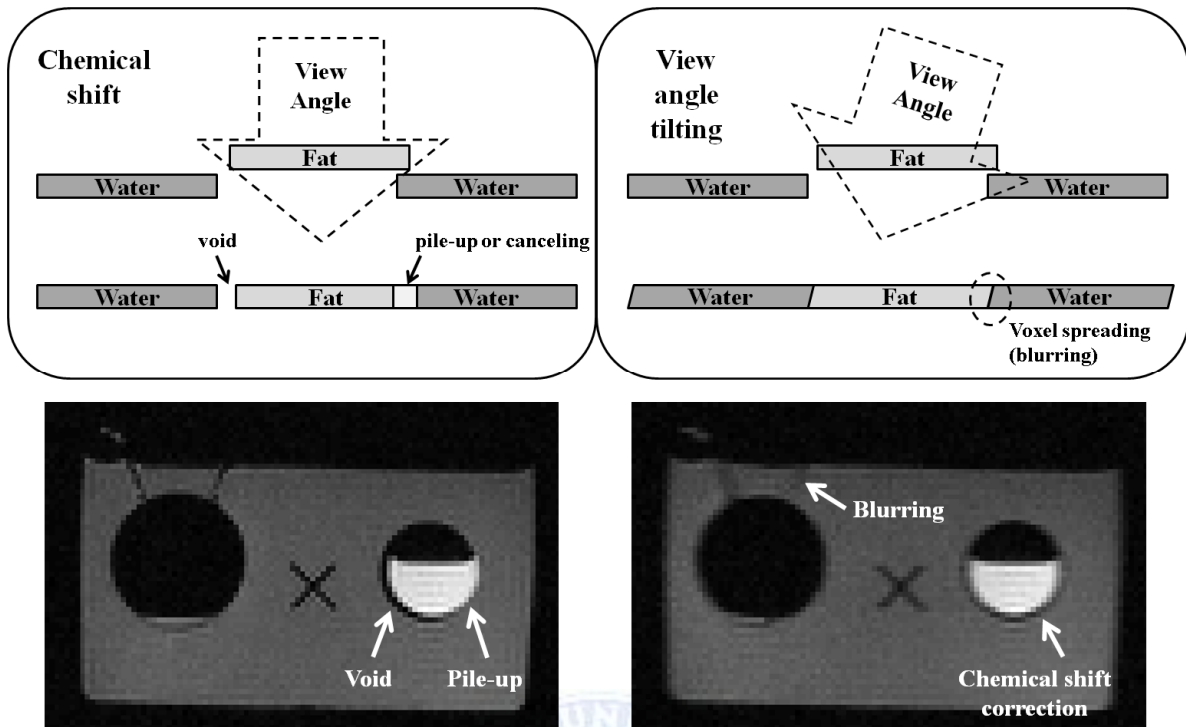 Chemical
shift
View
Angle
Fat
Water
Water
void
pile-up or canceling
Water
Fat
Water
View
angle
tilting
View
Angle
Fat
Water
Water
Water
Fat
Water
Voxel spreading
(blurring)
Void
Pile-up
Blurring
Chemical shift
correction